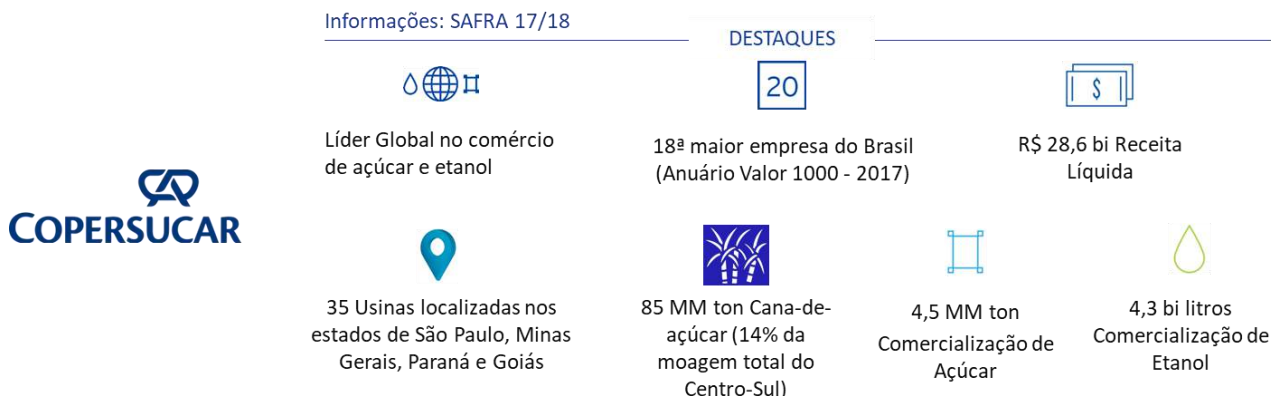 Informações: SAFRA 17/18
DESTAQUES
20
$
Líder Global no comércio
de açúcar e etanol
18ª maior empresa do Brasil
(Anuário Valor 1000 - 2017)
R$ 28,6 bi Receita
Líquida
COPERSUCAR
35 Usinas localizadas nos
estados de São Paulo, Minas
Gerais, Paraná e Goiás
85 MM ton Cana-de-
açúcar (14% da
moagem total do
Centro-Sul)
4,5 MM ton
Comercialização de
Açúcar
4,3 bi litros
Comercialização de
Etanol